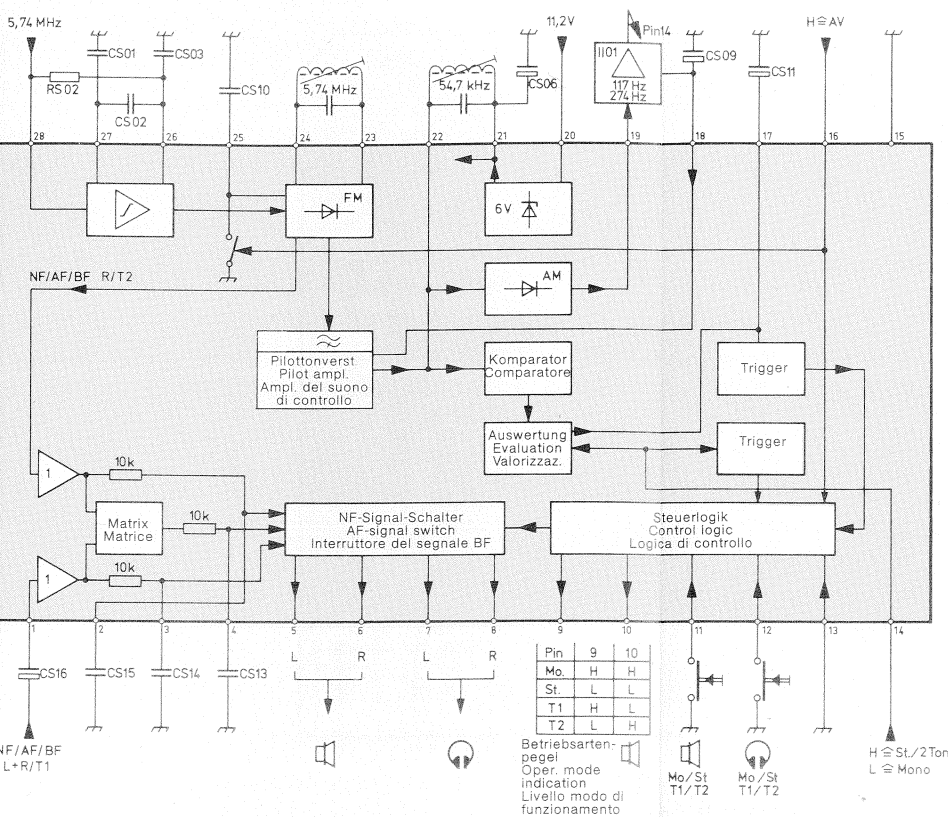 5,74 MHz
11,2V
Pin14
H≙AV
CS01
CS03
II01
CS09
RS02
5,74 MHz
54,7 kHz
CS06
117 Hz
274 Hz
CS11
CS10
CS02
28
27
26
25
24
23
22
21
20
19
18
17
16
15
FM
6V
NF/AF/BF R/T2
AM
Pilottonverst.
Pilot ampl.
Ampl. del suono
di controllo
Komparator
Comparatore
Trigger
Auswertung
Evaluation
Valorizzaz.
Trigger
10k
1
Matrix
Matrice
10k
NF-Signal-Schalter
AF-signal switch
Interruttore del segnale BF
Steuerlogik
Control logic
Logica di controllo
10k
1
1
2
3
4
5
6
7
8
9
10
11
12
13
14
CS16
CS15
CS14
CS13
L
R
L
R
Pin 9 10
Mo. H H
St. L L
T1 H L
T2 L H
NF/AF/BF
L+R/T1
Betriebsarten-
pegel
Oper. mode
indication
Livello modo di
funzionamento
Mo/St
T1/T2
Mo/St
T1/T2
H≙St./2Ton
L≙Mono